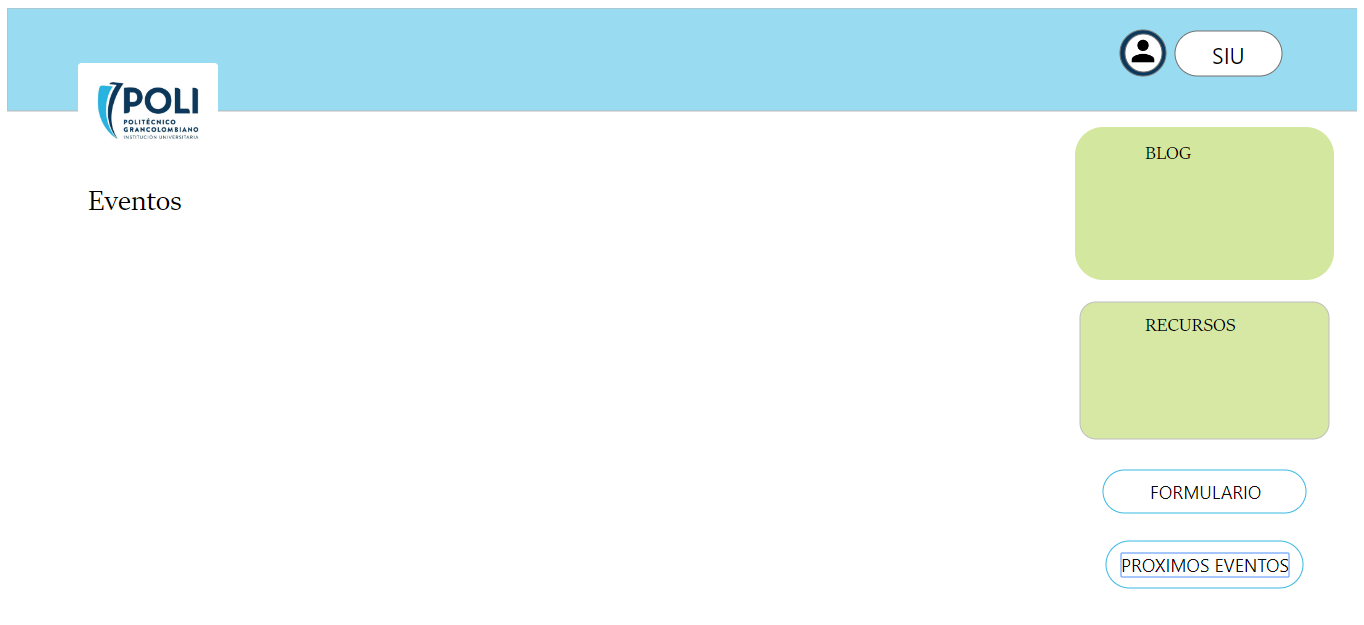 SIU
POLI
POLITÉCNICO
GRANCOLOMBIANO
INSTITUCIÓN UNIVERSITARIA
BLOG
Eventos
RECURSOS
FORMULARIO
PROXIMOS EVENTOS